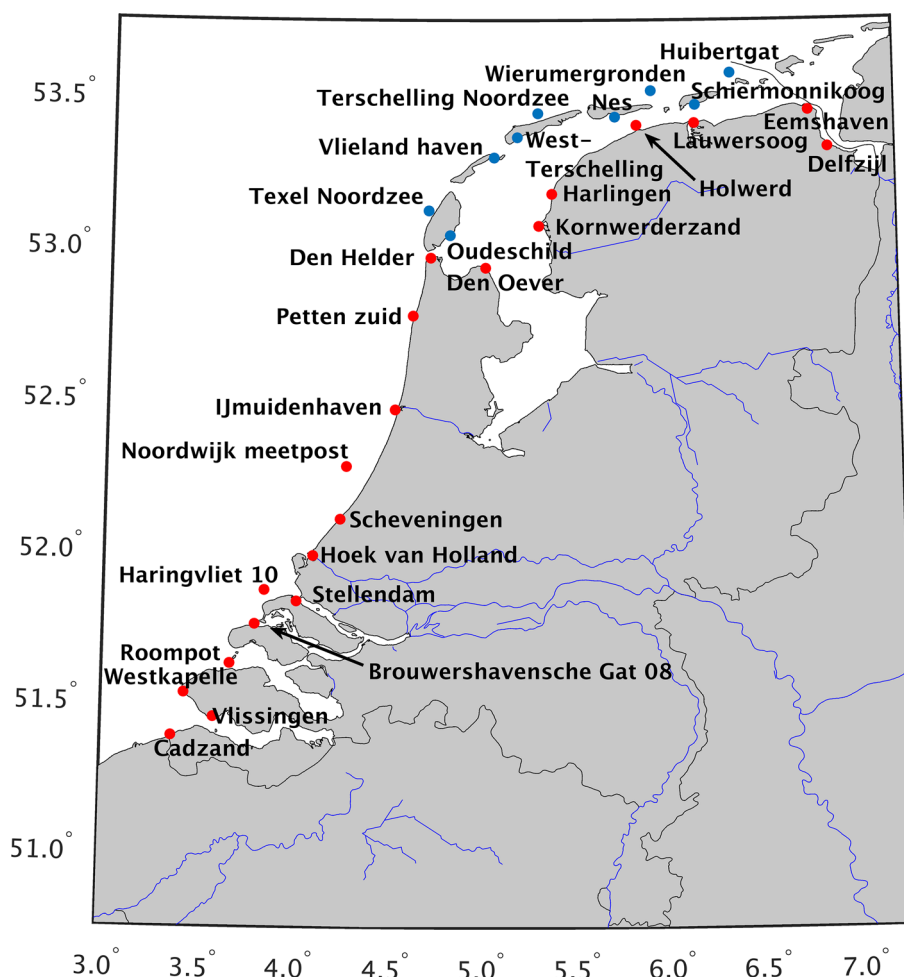 Huibertgat
53.5°
Wierumergronden
Schiermonnikoog
Terschelling Noordzee
Nes
Eemshaven
Vlieland haven
West-
Lauwersoog
Delfzijl
Terschelling
Holwerd
Texel Noordzee
Harlingen
Kornwerderzand
53.0°
Oudeschild
Den Helder
Den Oever
Petten zuid
52.5°
IJmuidenhaven
Noordwijk meetpost
Scheveningen
52.0°
Hoek van Holland
Haringvliet 10
Stellendam
Roompot
Brouwershavensche Gat 08
Westkapelle
51.5°
Vlissingen
Cadzand
51.0°
3.0° 3.5° 4.0° 4.5° 5.0° 5.5° 6.0° 6.5° 7.0°